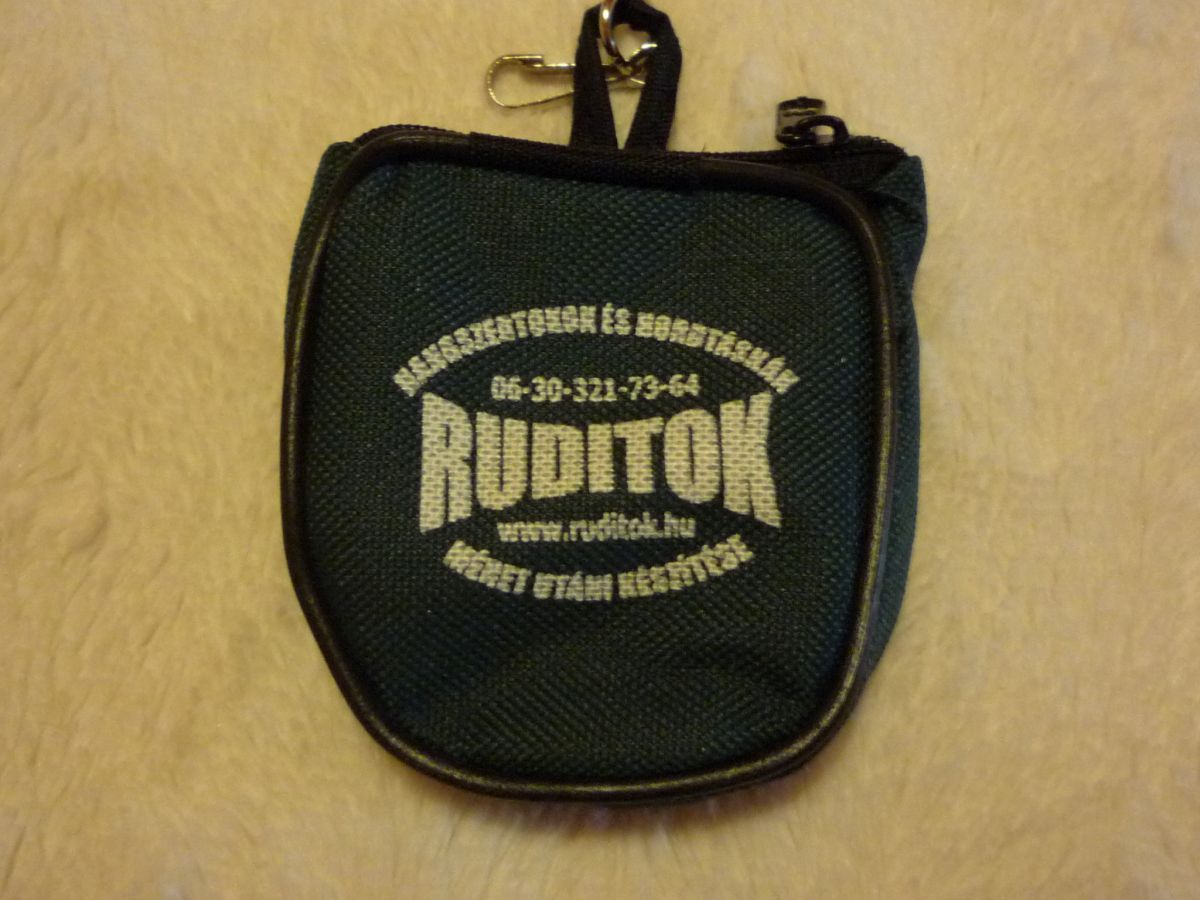 HANGSZERTOKOK ÉS HORDTÁSKÁK
06-30-321-73-64
RUDITOK
www.ruditok.hu
MÉRET UTÁNI KÉSZÍTÉSE